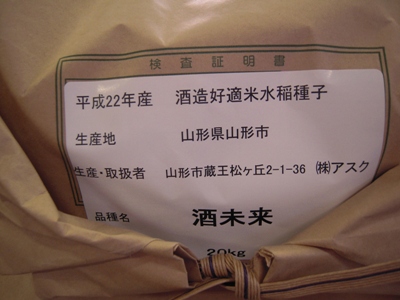 検査証明書
平成22年産 酒造好適米水稲種子
生産地 山形県山形市
生産・取扱者 山形市蔵王松ヶ丘2-1-36 ㈱アスク
品種名 酒未来
20kg